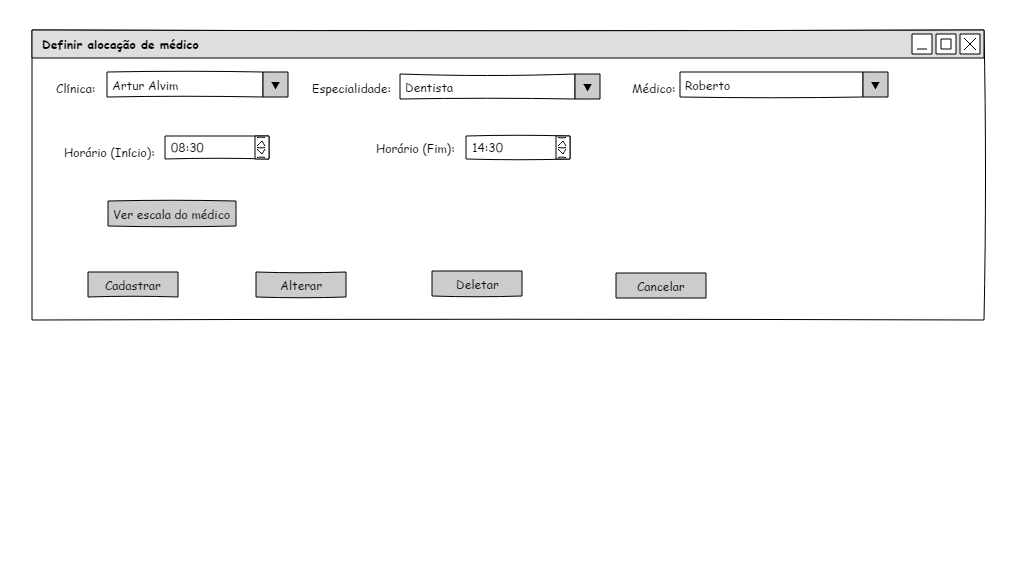 Definir alocação de médico
Clínica: Artur Alvim Especialidade: Dentista Médico: Roberto
Horário (Início): 08:30 Horário (Fim): 14:30
Ver escala do médico
Cadastrar Alterar Deletar Cancelar